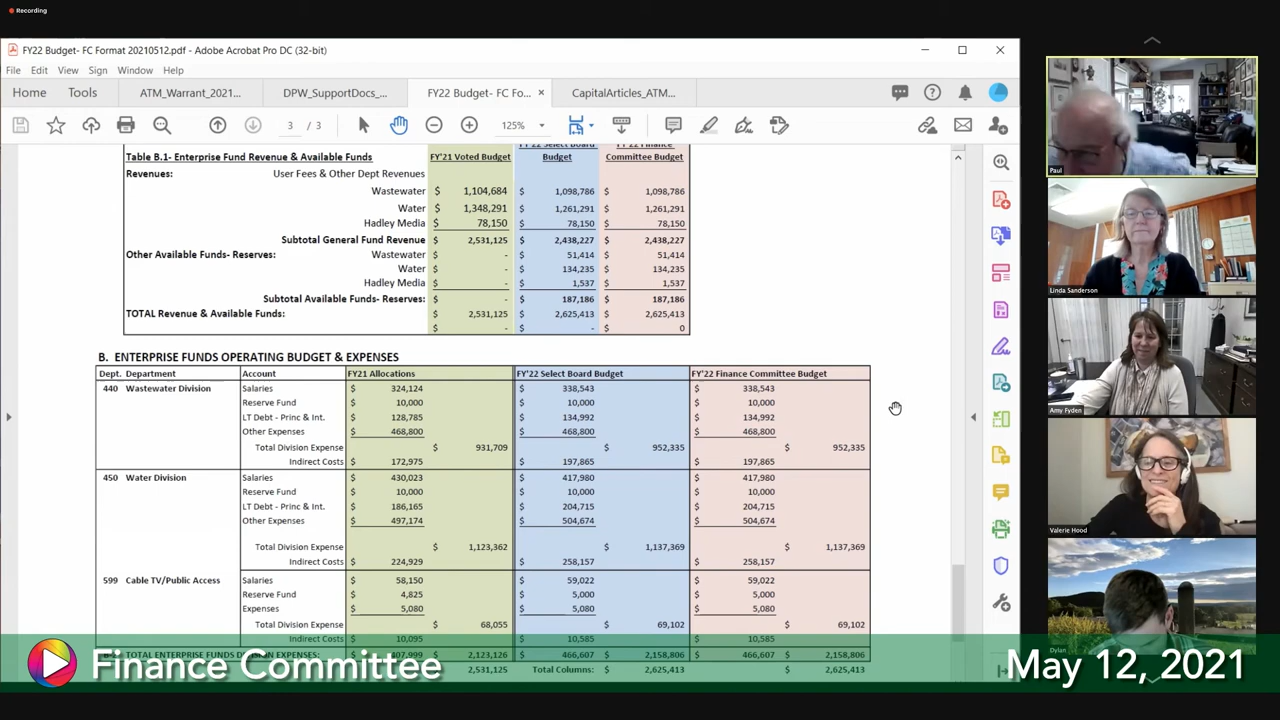 Recording
FY22 Budget- FC Format 20210512.pdf - Adobe Acrobat Pro DC (32-bit)
File Edit View Sign Window Help
Home Tools ATM_Warrant_2021... DPW_SupportDocs_... FY22 Budget- FC Fo... × CapitalArticles_ATM...
3 / 3 125%
Table B.1- Enterprise Fund Revenue & Available Funds FY'21 Voted Budget Budget Committee Budget
Revenues: User Fees & Other Dept Revenues
Wastewater $ 1,104,684 $ 1,098,786 $ 1,098,786
Water $ 1,348,291 $ 1,261,291 $ 1,261,291
Hadley Media $ 78,150 $ 78,150 $ 78,150
Subtotal General Fund Revenue $ 2,531,125 $ 2,438,227 $ 2,438,227
Other Available Funds- Reserves: Wastewater $ - $ 51,414 $ 51,414
Water $ - $ 134,235 $ 134,235
Hadley Media $ - $ 1,537 $ 1,537
Subtotal Available Funds- Reserves: $ - $ 187,186 $ 187,186
TOTAL Revenue & Available Funds: $ 2,531,125 $ 2,625,413 $ 2,625,413
$ - $ - $ 0
B. ENTERPRISE FUNDS OPERATING BUDGET & EXPENSES
Dept. Department Account FY21 Allocations FY'22 Select Board Budget FY'22 Finance Committee Budget
440 Wastewater Division Salaries $ 324,124 $ 338,543 $ 338,543
Reserve Fund $ 10,000 $ 10,000 $ 10,000
LT Debt - Princ & Int. $ 128,785 $ 134,992 $ 134,992
Other Expenses $ 468,800 $ 468,800 $ 468,800
Total Division Expense $ 931,709 $ 952,335 $ 952,335
Indirect Costs $ 172,975 $ 197,865 $ 197,865
450 Water Division Salaries $ 430,023 $ 417,980 $ 417,980
Reserve Fund $ 10,000 $ 10,000 $ 10,000
LT Debt - Princ & Int. $ 186,165 $ 204,715 $ 204,715
Other Expenses $ 497,174 $ 504,674 $ 504,674
Total Division Expense $ 1,123,362 $ 1,137,369 $ 1,137,369
Indirect Costs $ 224,929 $ 258,157 $ 258,157
599 Cable TV/Public Access Salaries $ 58,150 $ 59,022 $ 59,022
Reserve Fund $ 4,825 $ 5,000 $ 5,000
Expenses $ 5,080 $ 5,080 $ 5,080
Total Division Expense $ 68,055 $ 69,102 $ 69,102
Indirect Costs $ 10,095 $ 10,585 $ 10,585
TOTAL ENTERPRISE FUNDS DIVISION EXPENSES: $ 407,999 $ 2,123,126 $ 466,607 $ 2,158,806 $ 466,607 $ 2,158,806
2,531,125 Total Columns: $ 2,625,413 $ 2,625,413
Paul
Linda Sanderson
Amy Fyden
Valerie Hood
Dylan
Finance Committee
May 12, 2021